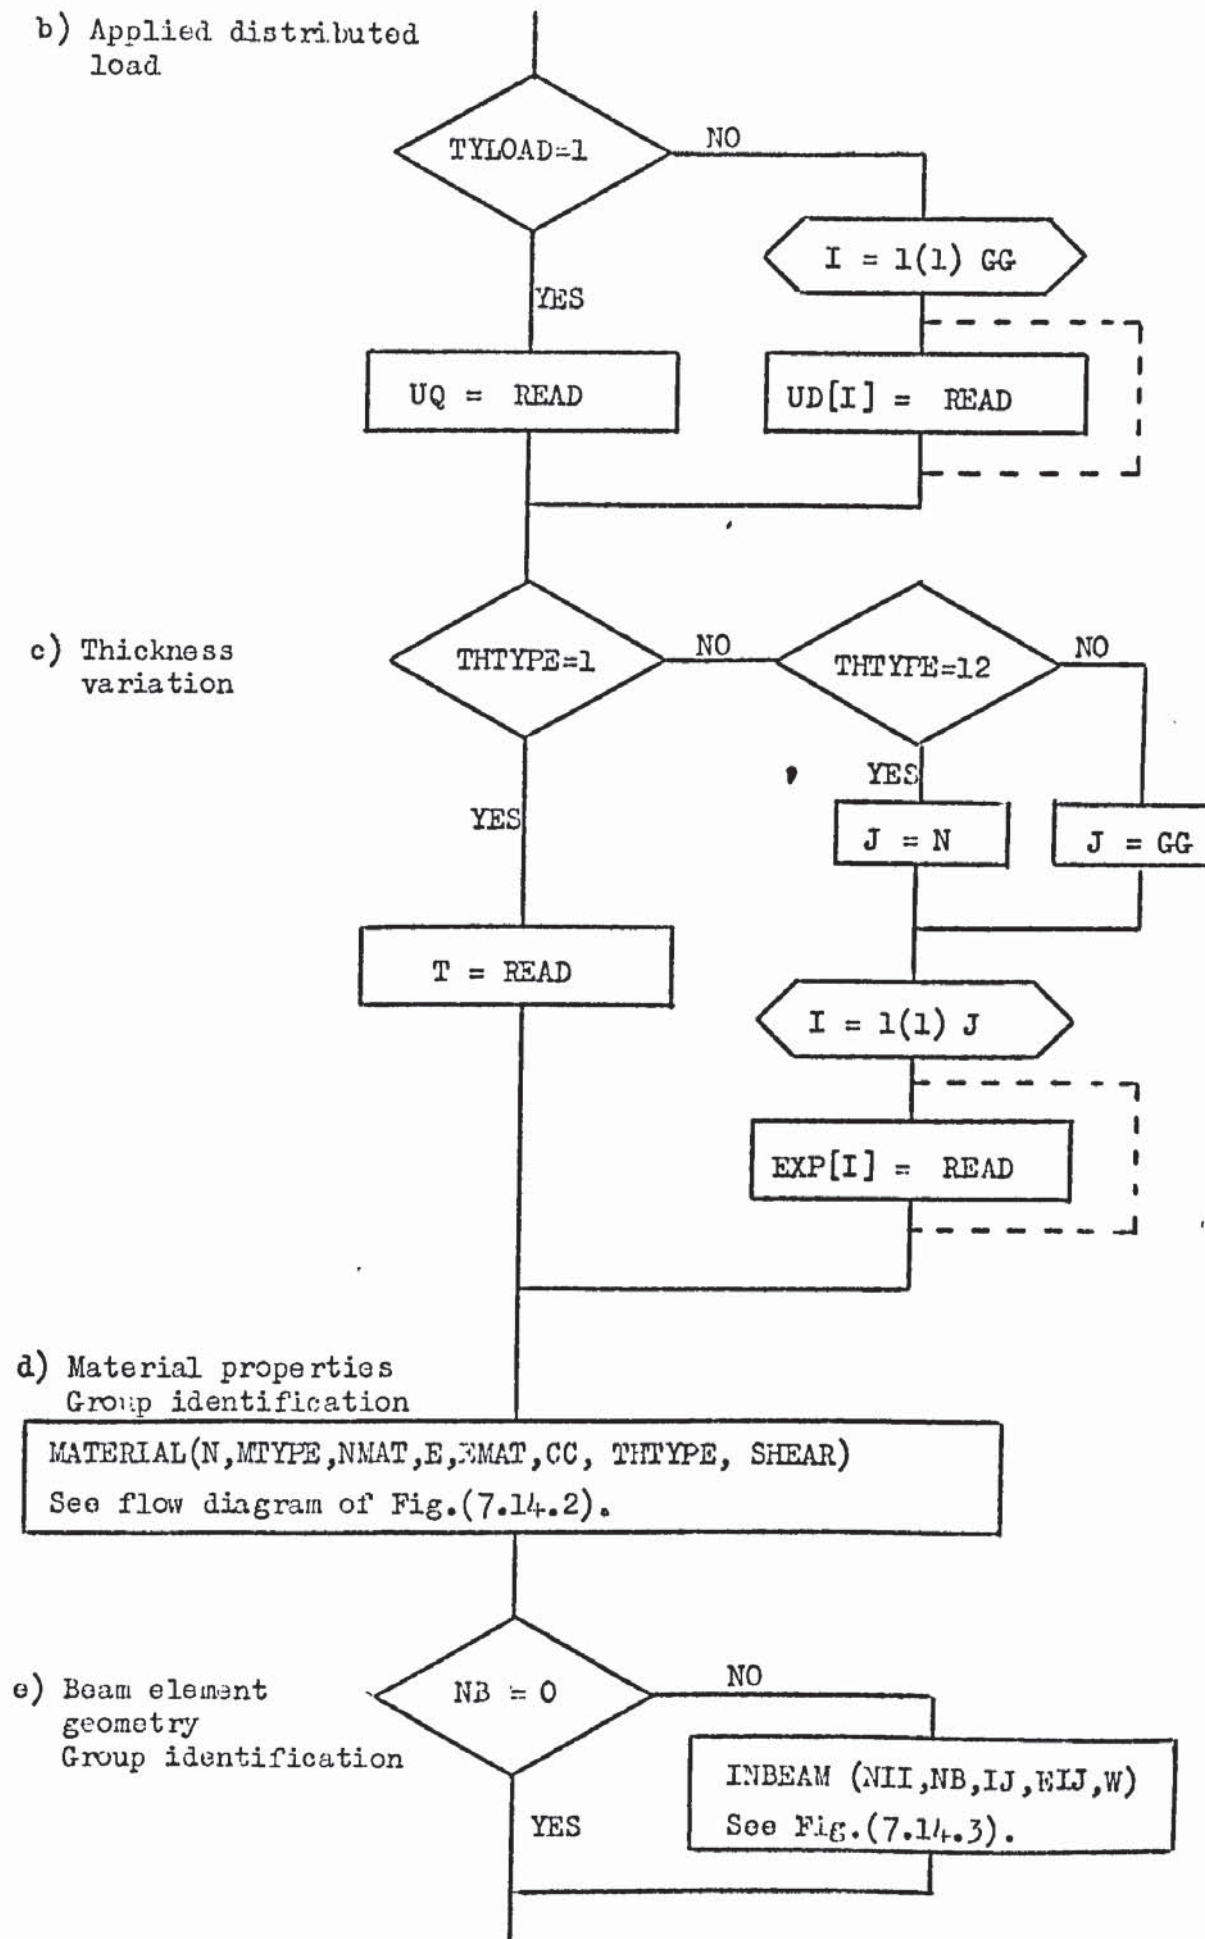 b) Applied distributed
load
TYLOAD=1
NO
I = 1(1) GG
YES
UQ = READ
UD[I] = READ
c) Thickness
variation
THTYPE=1
NO
THTYPE=12
NO
YES
YES
J = N
J = GG
T = READ
I = 1(1) J
EXP[I] = READ
d) Material properties
Group identification
MATERIAL(N,MTYPE,NMAT,E,EMAT,CC, THTYPE, SHEAR)
See flow diagram of Fig.(7.14.2).
e) Beam element
geometry
Group identification
NB = 0
NO
INBEAM (NII,NB,IJ,EIJ,W)
See Fig.(7.14.3).
YES